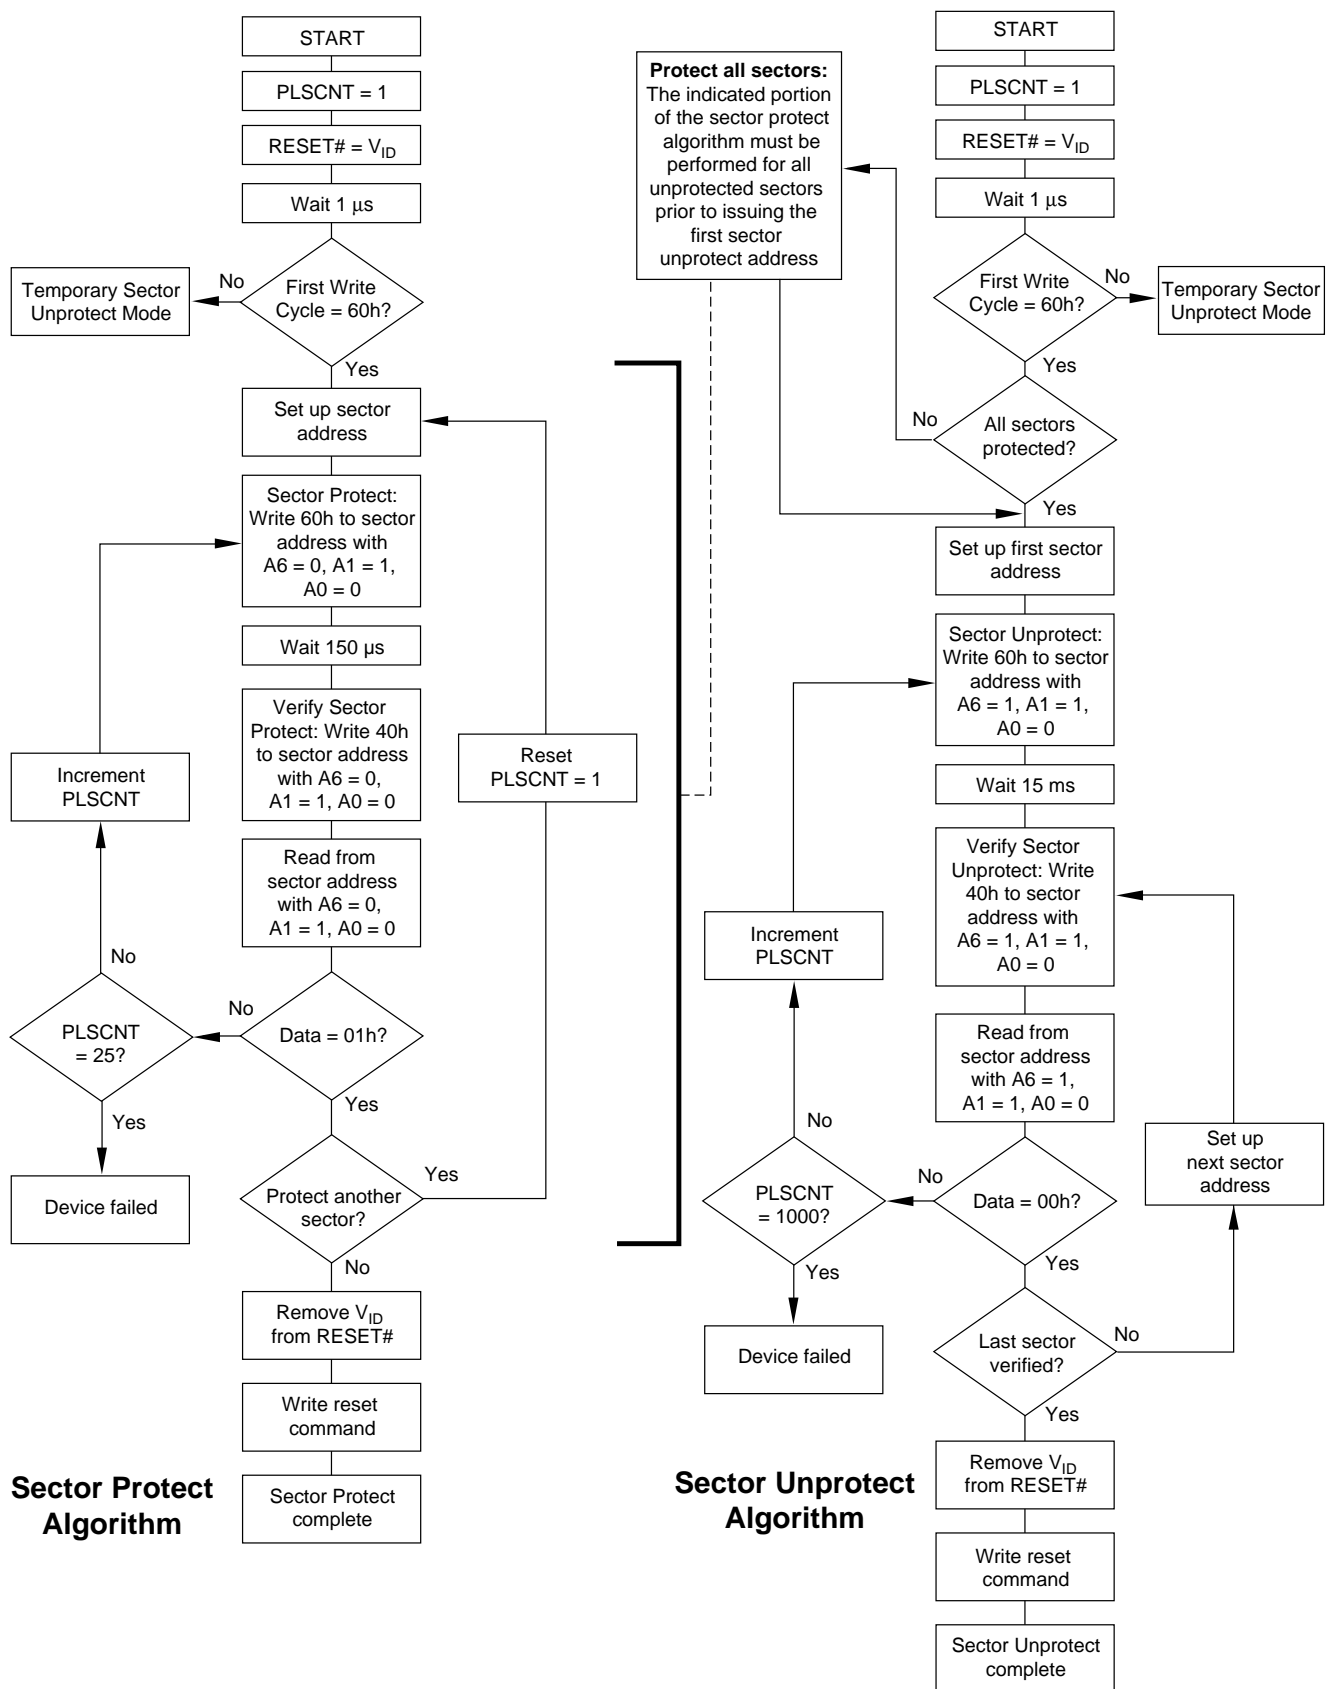 START
PLSCNT = 1
RESET# = VID
Wait 1 μs
No
First Write
Cycle = 60h?
Temporary Sector
Unprotect Mode
Yes
Set up sector
address
Sector Protect:
Write 60h to sector
address with
A6 = 0, A1 = 1,
A0 = 0
Wait 150 µs
Verify Sector
Protect: Write 40h
to sector address
with A6 = 0,
A1 = 1, A0 = 0
Reset
PLSCNT = 1
Increment
PLSCNT
Read from
sector address
with A6 = 0,
A1 = 1, A0 = 0
No
No
PLSCNT
= 25?
Data = 01h?
Yes
Yes
Device failed
Protect another
sector?
Yes
No
Remove VID
from RESET#
Write reset
command
Sector Protect
complete
Sector Protect
Algorithm
Protect all sectors:
The indicated portion
of the sector protect
algorithm must be
performed for all
unprotected sectors
prior to issuing the
first sector
unprotect address
START
PLSCNT = 1
RESET# = VID
Wait 1 μs
First Write
Cycle = 60h?
No
Temporary Sector
Unprotect Mode
Yes
No
All sectors
protected?
Yes
Set up first sector
address
Sector Unprotect:
Write 60h to sector
address with
A6 = 1, A1 = 1,
A0 = 0
Wait 15 ms
Verify Sector
Unprotect: Write
40h to sector
address with
A6 = 1, A1 = 1,
A0 = 0
Increment
PLSCNT
Read from
sector address
with A6 = 1,
A1 = 1, A0 = 0
No
No
PLSCNT
= 1000?
Data = 00h?
Set up
next sector
address
Yes
Yes
Device failed
Last sector
verified?
No
Yes
Remove VID
from RESET#
Write reset
command
Sector Unprotect
complete
Sector Unprotect
Algorithm